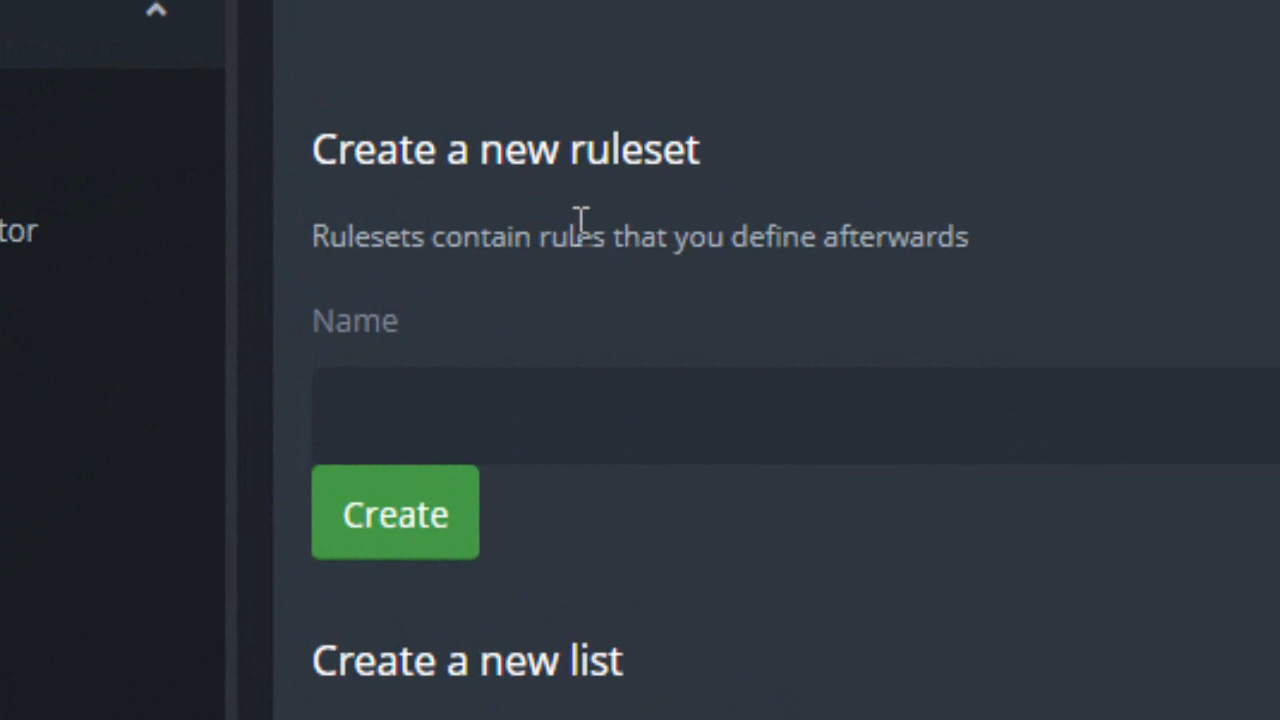 Create a new ruleset
tor
Rulesets contain rules that you define afterwards
Name
Create
Create a new list